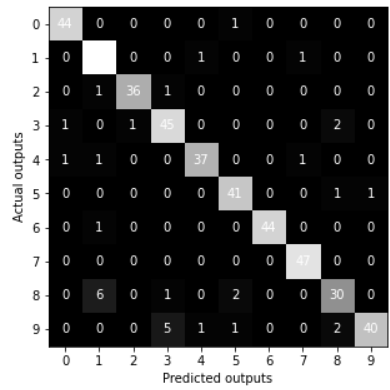 0 44 0 0 0 0 1 0 0 0 0
1 0 0 0 1 0 0 1 0 0
2 0 1 36 1 0 0 0 0 0 0
3 1 0 1 45 0 0 0 0 2 0
4 1 1 0 0 37 0 0 1 0 0
5 0 0 0 0 0 41 0 0 1 1
6 0 1 0 0 0 0 44 0 0 0
7 0 0 0 0 0 0 0 47 0 0
8 0 6 0 1 0 2 0 0 30 0
9 0 0 0 5 1 1 0 0 2 40
0 1 2 3 4 5 6 7 8 9
Predicted outputs
Actual outputs